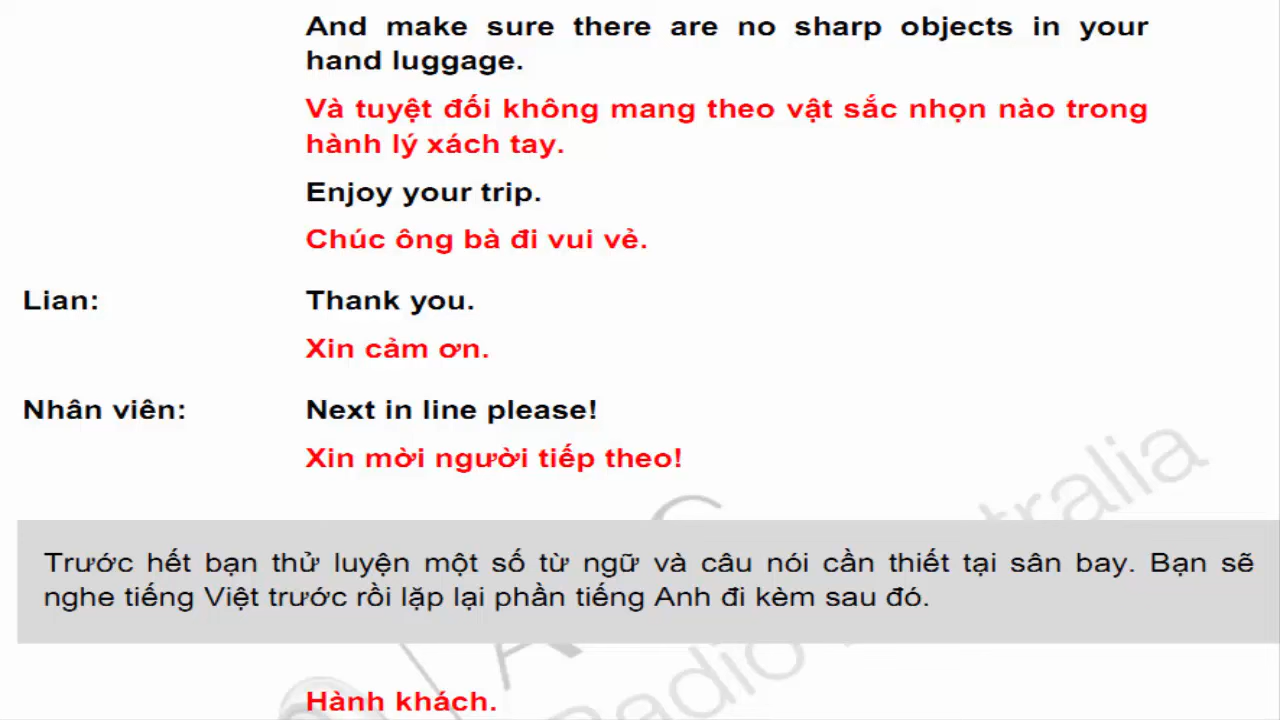 And make sure there are no sharp objects in your
hand luggage.
Và tuyệt đối không mang theo vật sắc nhọn nào trong
hành lý xách tay.
Enjoy your trip.
Chúc ông bà đi vui vẻ.
Lian: Thank you.
Xin cảm ơn.
Nhân viên: Next in line please!
Xin mời người tiếp theo!
Trước hết bạn thử luyện một số từ ngữ và câu nói cần thiết tại sân bay. Bạn sẽ
nghe tiếng Việt trước rồi lặp lại phần tiếng Anh đi kèm sau đó.
Hành khách.